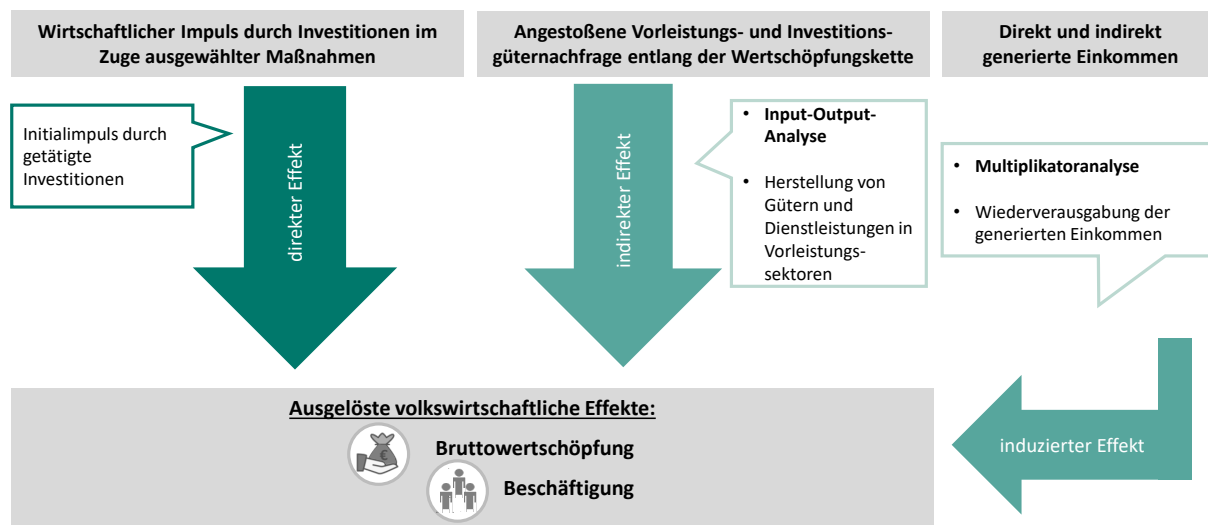 Wirtschaftlicher Impuls durch Investitionen im
Zuge ausgewählter Maßnahmen
Angestoßene Vorleistungs- und Investitions-
güternachfrage entlang der Wertschöpfungskette
Direkt und indirekt
generierte Einkommen
Initialimpuls durch
getätigte
Investitionen
direkter Effekt
indirekter Effekt
• Input-Output-
Analyse
• Herstellung von
Gütern und
Dienstleistungen in
Vorleistungs-
sektoren
• Multiplikatoranalyse
• Wiederverausgabung der
generierten Einkommen
induzierter Effekt
Ausgelöste volkswirtschaftliche Effekte:
€
Bruttowertschöpfung
Beschäftigung